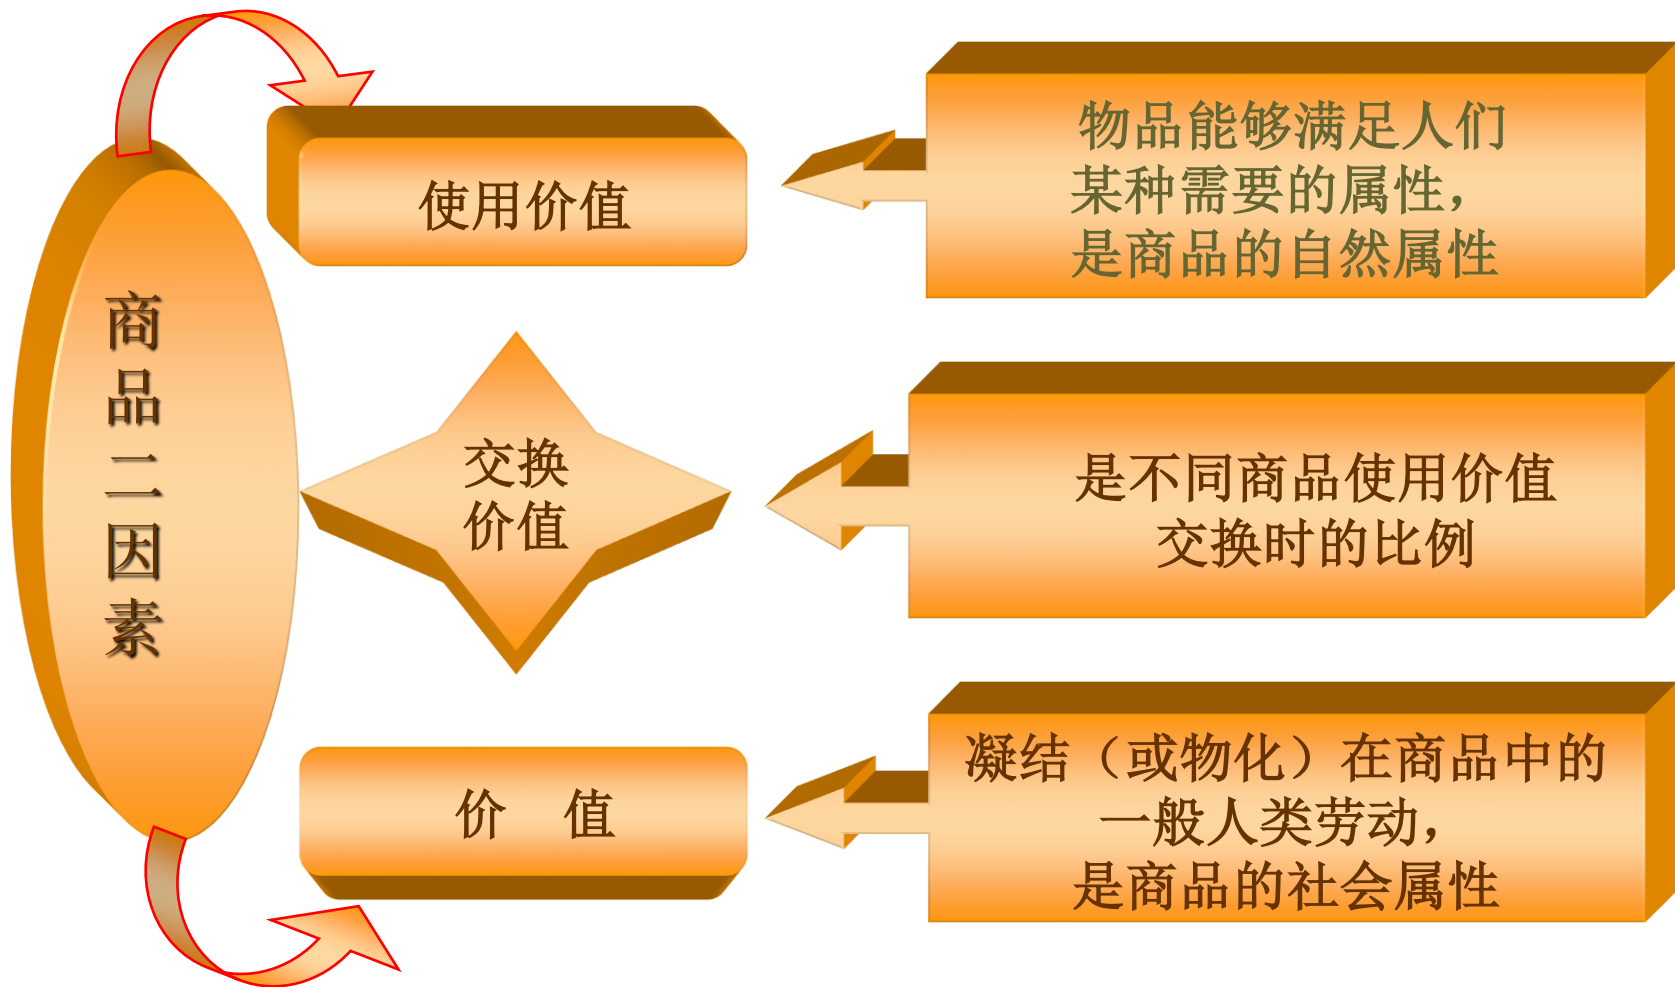 商
品
二
因
素
使用价值
物品能够满足人们
某种需要的属性，
是商品的自然属性
交换
价值
是不同商品使用价值
交换时的比例
价 值
凝结（或物化）在商品中的
一般人类劳动，
是商品的社会属性